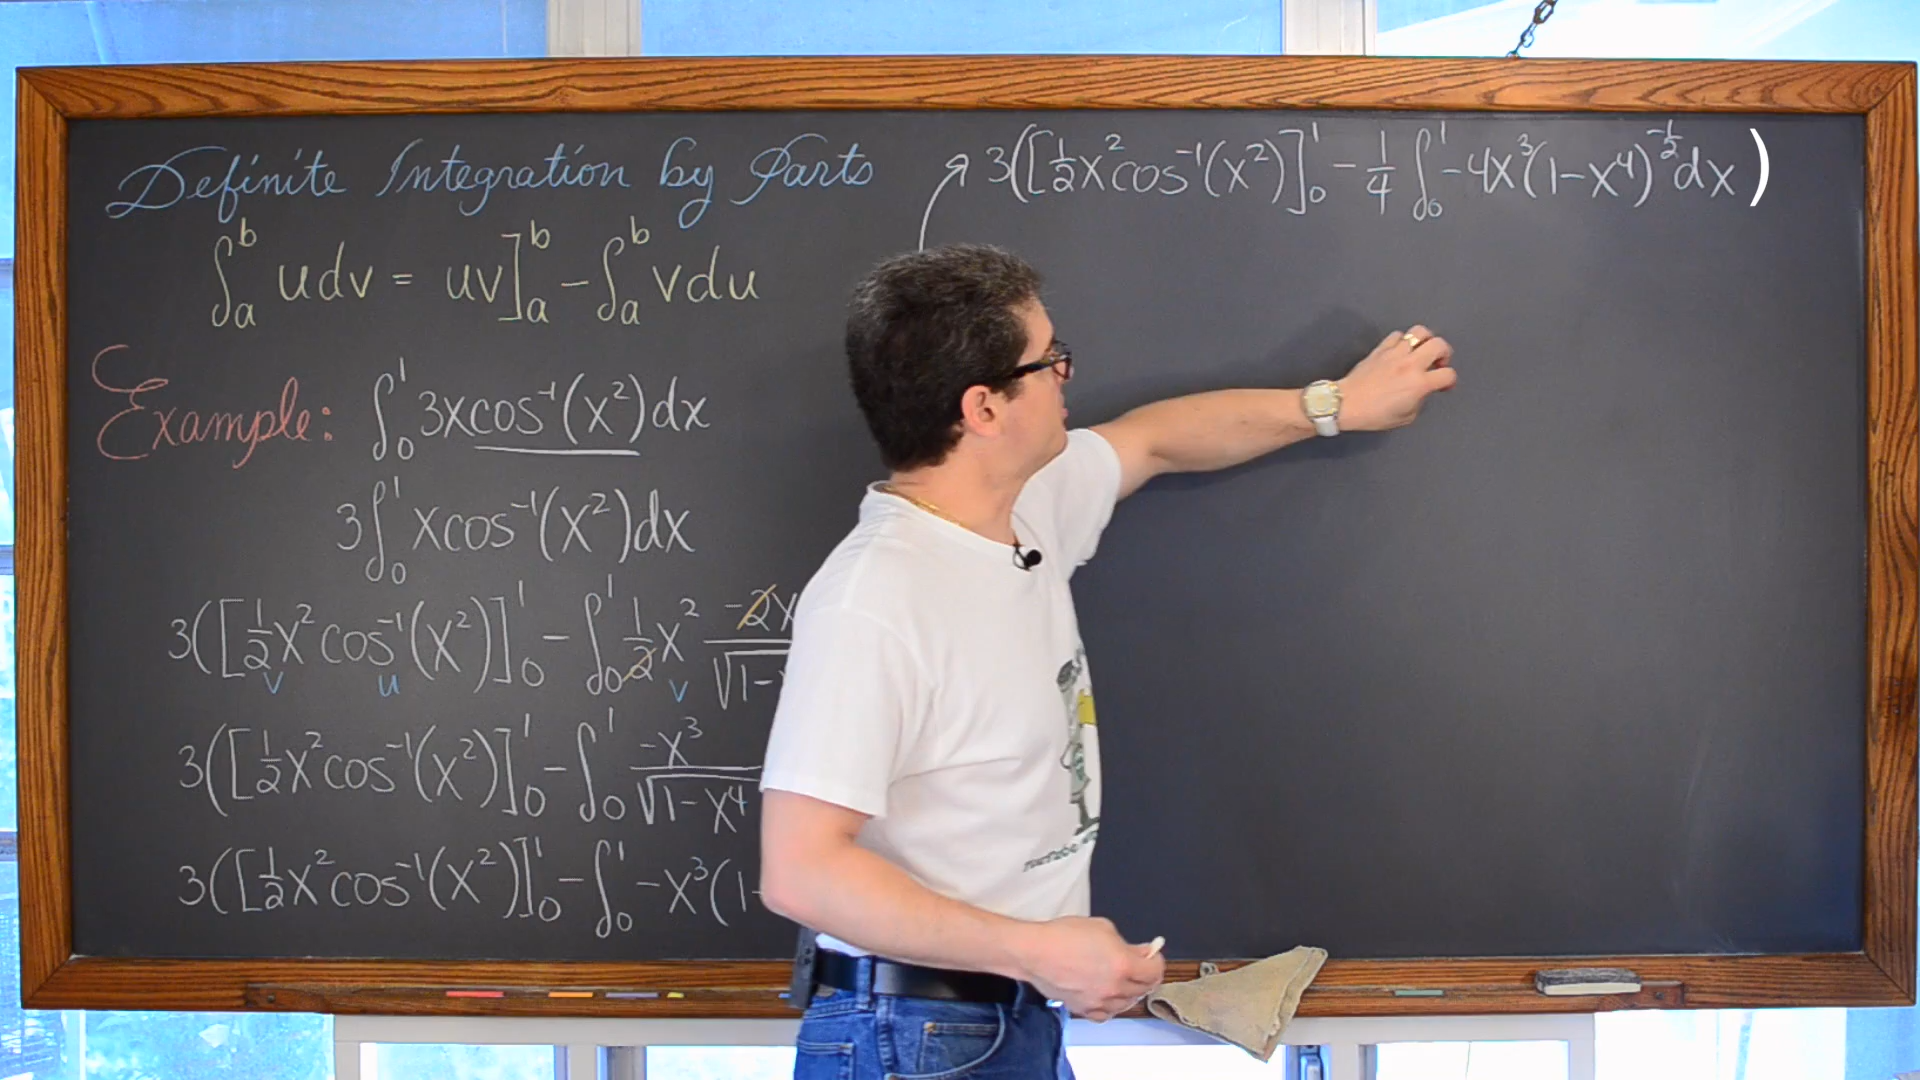 Definite Integration by Parts
∫ₐᵇ udv = uv]ₐᵇ - ∫ₐᵇ vdu
Example: ∫₀¹ 3xcos⁻¹(x²)dx
3∫₀¹ xcos⁻¹(x²)dx
3([½x²cos⁻¹(x²)]₀¹ - ∫₀¹ ½x² -2x/√1-
v u v
3([½x²cos⁻¹(x²)]₀¹ - ∫₀¹ -x³/√1-x⁴
3([½x²cos⁻¹(x²)]₀¹ - ∫₀¹ -x³(1-
3([½x²cos⁻¹(x²)]₀¹ - ¼ ∫₀¹ -4x³(1-x⁴)^-½ dx)
YouTube